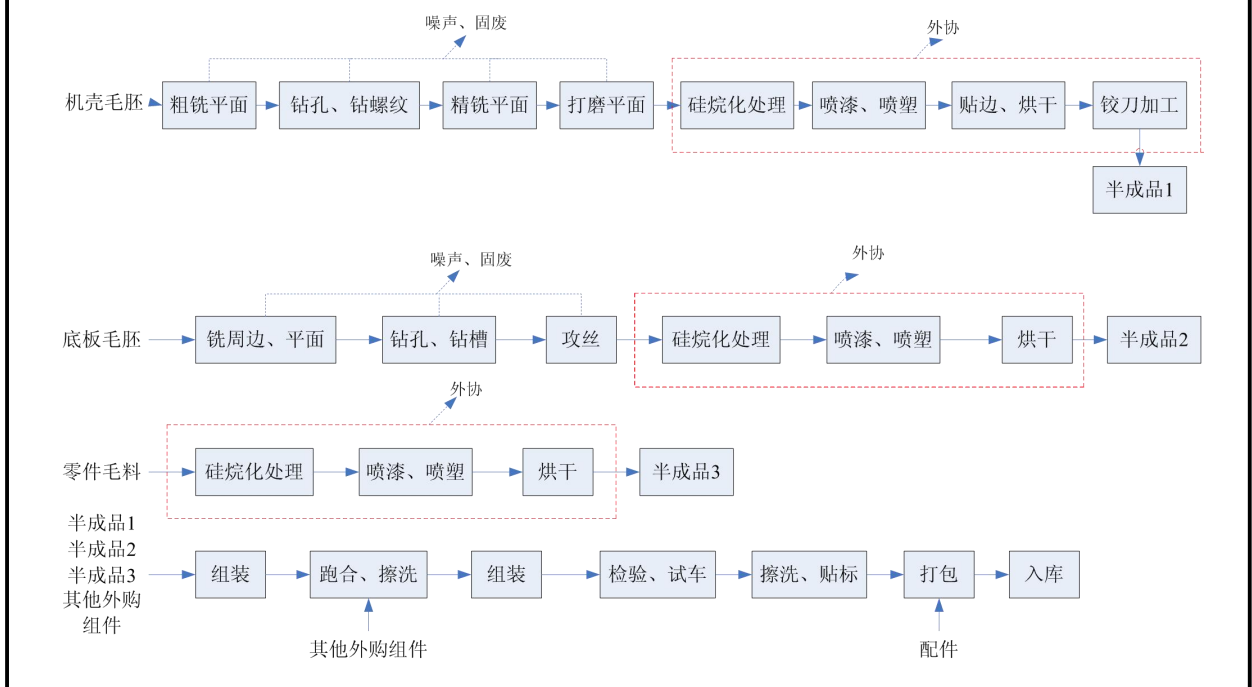 噪声、固废
外协
机壳毛胚
粗铣平面
钻孔、钻螺纹
精铣平面
打磨平面
硅烷化处理
喷漆、喷塑
贴边、烘干
铰刀加工
半成品1
噪声、固废
外协
底板毛胚
铣周边、平面
钻孔、钻槽
攻丝
硅烷化处理
喷漆、喷塑
烘干
半成品2
外协
零件毛料
硅烷化处理
喷漆、喷塑
烘干
半成品3
半成品1
半成品2
半成品3
其他外购
组件
组装
跑合、擦洗
组装
检验、试车
擦洗、贴标
打包
入库
其他外购组件
配件